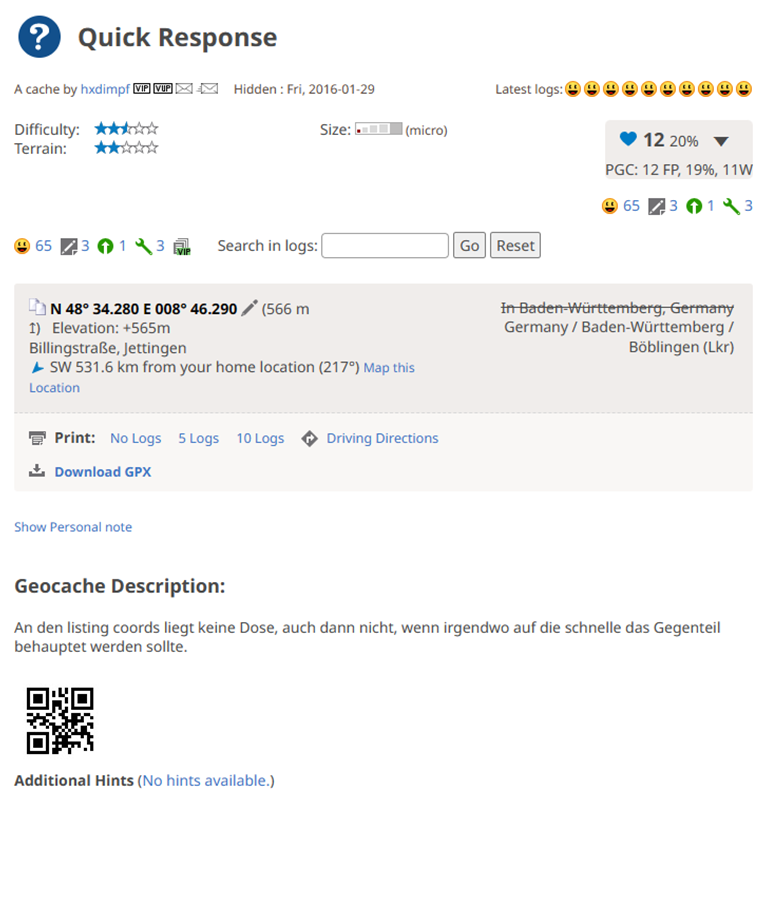 Quick Response
A cache by hxdimpf VIP VUP Hidden : Fri, 2016-01-29 Latest logs:
Difficulty: Size: (micro) 12 20%
Terrain:
PGC: 12 FP, 19%, 11W
65 3 1 3
65 3 1 3 VIP Search in logs: Go Reset
N 48° 34.280 E 008° 46.290 (566 m In Baden-Württemberg, Germany
Elevation: +565m Germany / Baden-Württemberg /
Billingstraße, Jettingen Böblingen (Lkr)
SW 531.6 km from your home location (217°) Map this
Location
Print: No Logs 5 Logs 10 Logs Driving Directions
Download GPX
Show Personal note
Geocache Description:
An den listing coords liegt keine Dose, auch dann nicht, wenn irgendwo auf die schnelle das Gegenteil
behauptet werden sollte.
Additional Hints (No hints available.)